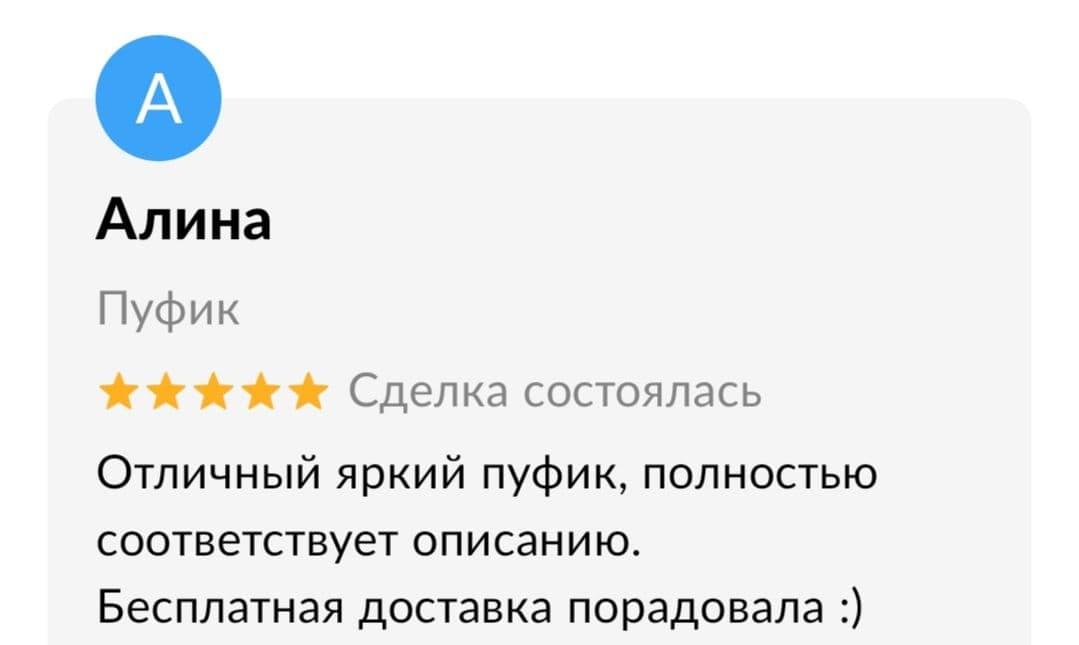 А
Алина
Пуфик
Сделка состоялась
Отличный яркий пуфик, полностью
соответствует описанию.
Бесплатная доставка порадовала :)